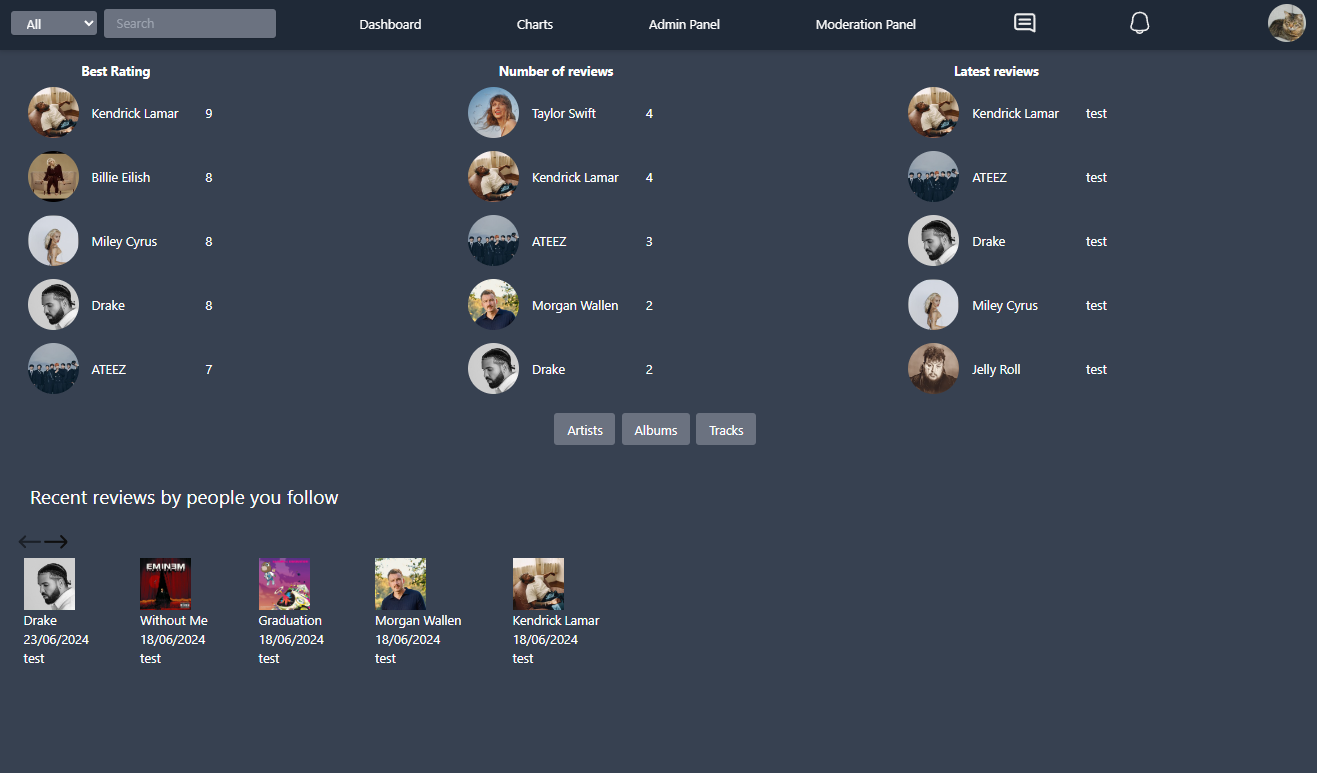 All Search Dashboard Charts Admin Panel Moderation Panel
Best Rating Number of reviews Latest reviews
Kendrick Lamar 9 Taylor Swift 4 Kendrick Lamar test
Billie Eilish 8 Kendrick Lamar 4 ATEEZ test
Miley Cyrus 8 ATEEZ 3 Drake test
Drake 8 Morgan Wallen 2 Miley Cyrus test
ATEEZ 7 Drake 2 Jelly Roll test
Artists Albums Tracks
Recent reviews by people you follow
EMINEM
Drake Without Me Graduation Morgan Wallen Kendrick Lamar
23/06/2024 18/06/2024 18/06/2024 18/06/2024 18/06/2024
test test test test test